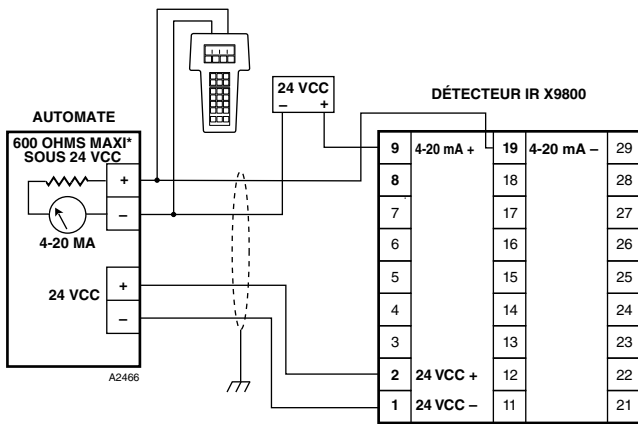 24 VCC
– +
AUTOMATE
600 OHMS MAXI*
SOUS 24 VCC
+
–
4-20 MA
24 VCC
+
–
A2466
DÉTECTEUR IR X9800
9 4-20 mA + 19 4-20 mA – 29
8 18 28
7 17 27
6 16 26
5 15 25
4 14 24
3 13 23
2 24 VCC + 12 22
1 24 VCC – 11 21